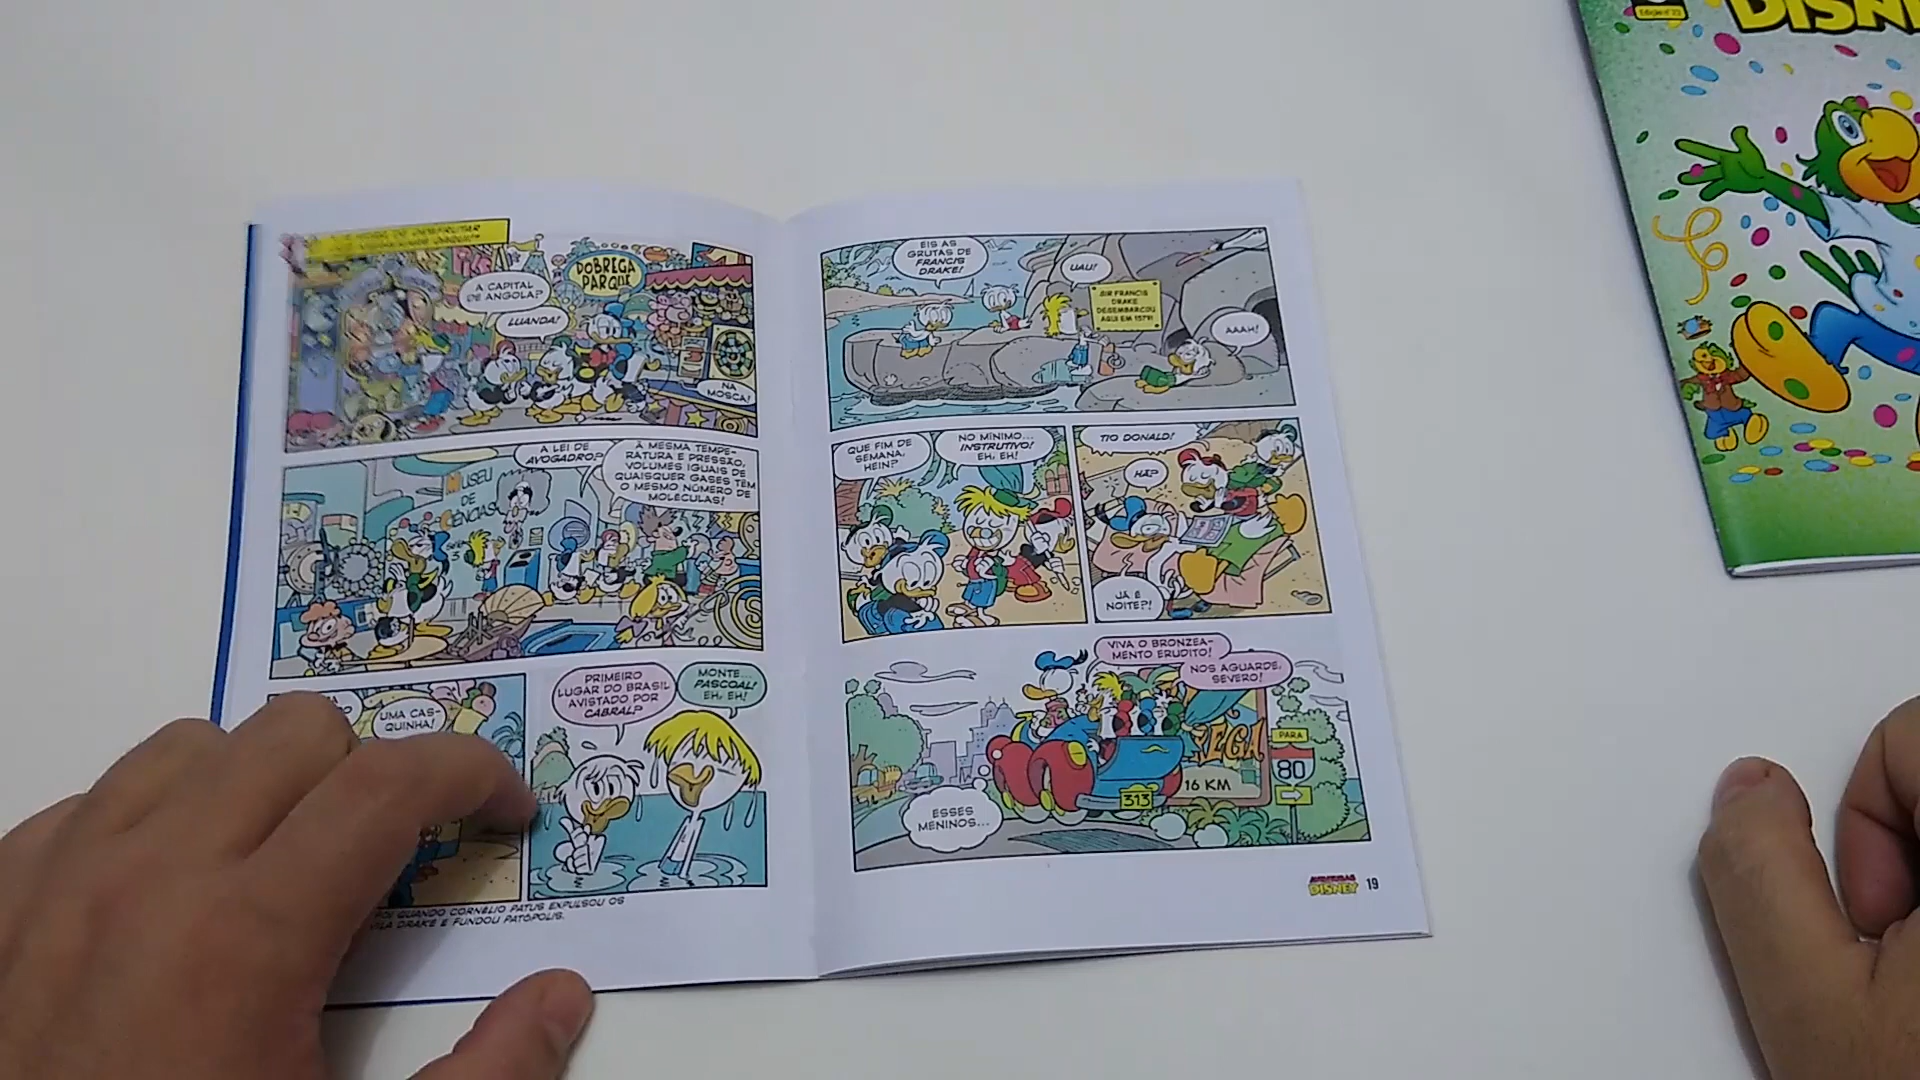 DESFRUTAR
DOBREGA
PARQUE
A CAPITAL
DE ANGOLA?
LUANDA!
NA
MOSCA!
A LEI DE
AVOGADRO?
À MESMA TEMPE-
RATURA E PRESSÃO,
VOLUMES IGUAIS DE
QUAISQUER GASES TÊM
O MESMO NÚMERO DE
MOLÉCULAS!
MUSEU
DE
CIÊNCIAS
UMA CAS-
QUINHA!
PRIMEIRO
LUGAR DO BRASIL
AVISTADO POR
CABRAL?
MONTE...
PASCOAL!
EH, EH!
FOI QUANDO CORNÉLIO PATUS EXPULSOU OS
DRAKE E FUNDOU PATÓPOLIS.
EIS AS
GRUTAS DE
FRANCIS
DRAKE!
UAU!
SIR FRANCIS
DRAKE
DESEMBARCOU
AQUI EM 1579!
AAAH!
QUE FIM DE
SEMANA,
HEIN?
NO MÍNIMO...
INSTRUTIVO!
EH, EH!
TIO DONALD!
HÃ?
JÁ É
NOITE?!
VIVA O BRONZEA-
MENTO ERUDITO!
NOS AGUARDE,
SEVERO!
REGA
16 KM
PARA
80
313
ESSES
MENINOS...
AVENTURAS
DISNEY
19
DISN